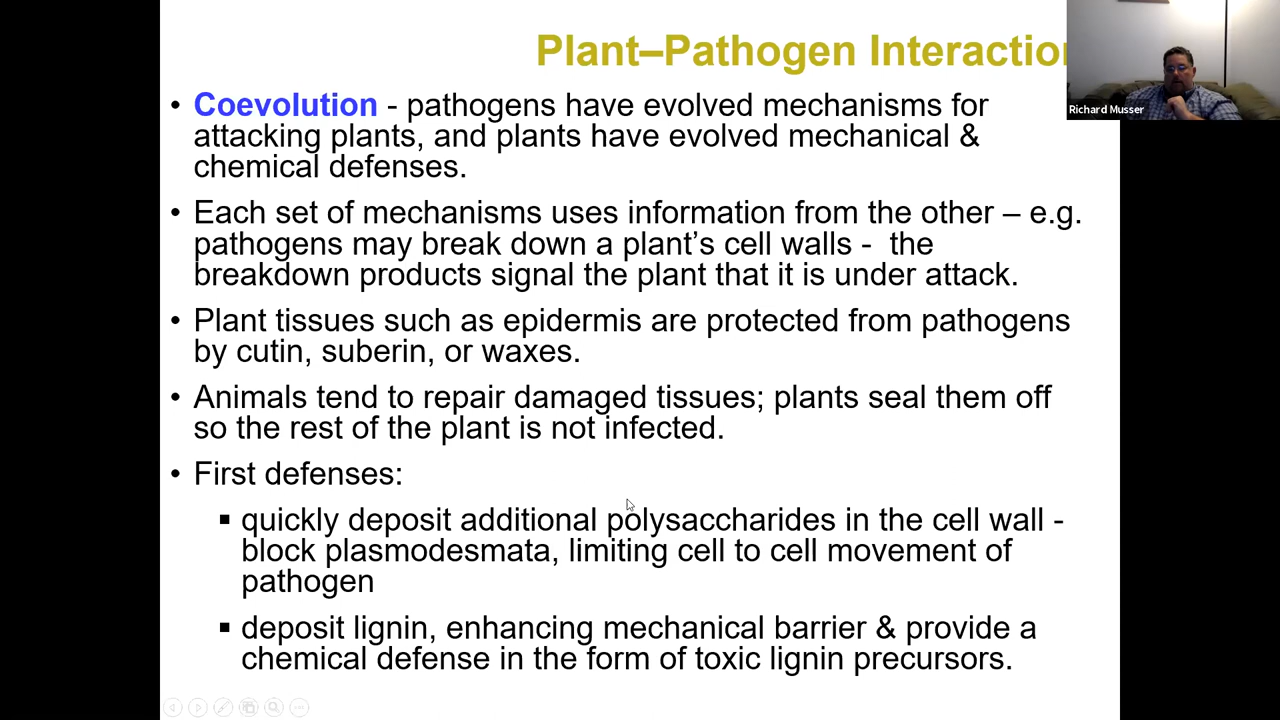 Plant–Pathogen Interactio
Richard Musser
• Coevolution - pathogens have evolved mechanisms for
attacking plants, and plants have evolved mechanical &
chemical defenses.
• Each set of mechanisms uses information from the other – e.g.
pathogens may break down a plant’s cell walls - the
breakdown products signal the plant that it is under attack.
• Plant tissues such as epidermis are protected from pathogens
by cutin, suberin, or waxes.
• Animals tend to repair damaged tissues; plants seal them off
so the rest of the plant is not infected.
• First defenses:
▪ quickly deposit additional polysaccharides in the cell wall -
block plasmodesmata, limiting cell to cell movement of
pathogen
▪ deposit lignin, enhancing mechanical barrier & provide a
chemical defense in the form of toxic lignin precursors.